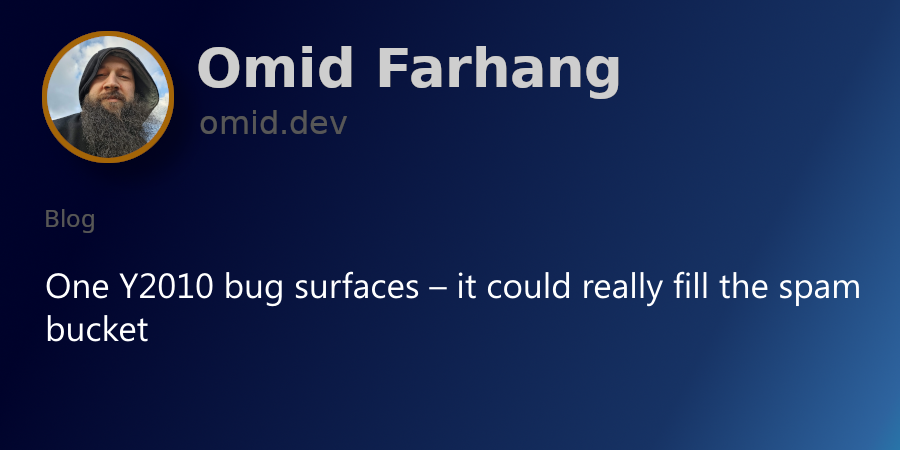 Omid Farhang
omid.dev
Blog
One Y2010 bug surfaces – it could really fill the spam
bucket